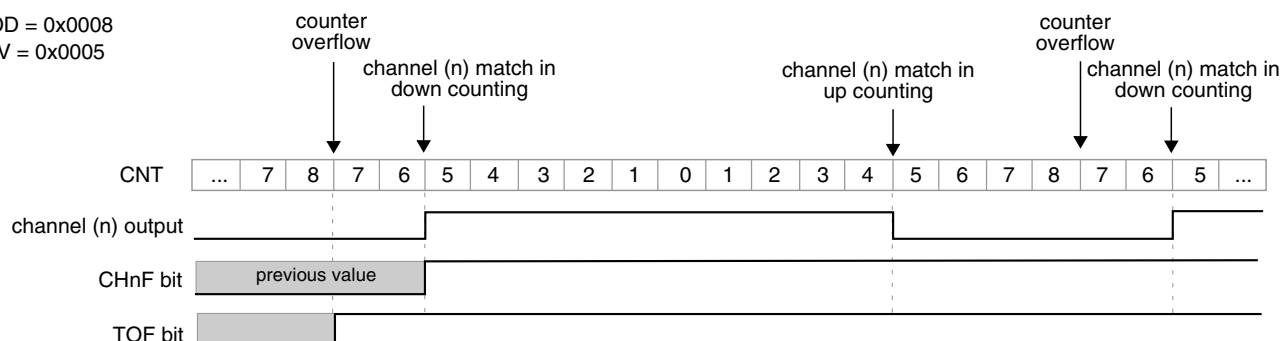 OD = 0x0008
V = 0x0005
counter
overflow
channel (n) match in
down counting
channel (n) match in
up counting
counter
overflow
channel (n) match in
down counting
CNT ... 7 8 7 6 5 4 3 2 1 0 1 2 3 4 5 6 7 8 7 6 5 ...
channel (n) output
CHnF bit previous value
TOF bit